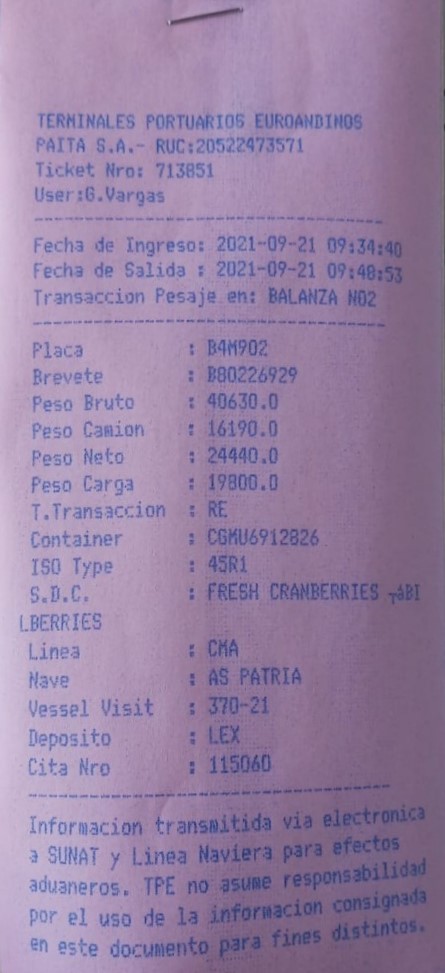 TERMINALES PORTUARIOS EUROANDINOS
PAITA S.A.- RUC:20522473571
Ticket Nro: 713851
User:G.Vargas
Fecha de Ingreso: 2021-09-21 09:34:40
Fecha de Salida : 2021-09-21 09:48:53
Transaccion Pesaje en: BALANZA NO2
Placa : B4M902
Brevete : B80226929
Peso Bruto : 40630.0
Peso Camion : 16190.0
Peso Neto : 24440.0
Peso Carga : 19800.0
T.Transaccion : RE
Container : CGMU6912826
ISO Type : 45R1
S.D.C. : FRESH CRANBERRIES ┬áBI
LBERRIES
Linea : CMA
Nave : AS PATRIA
Vessel Visit : 370-21
Deposito : LEX
Cita Nro : 115060
Informacion transmitida via electronica
a SUNAT y Linea Naviera para efectos
aduaneros. TPE no asume responsabilidad
por el uso de la informacion consignada
en este documento para fines distintos.